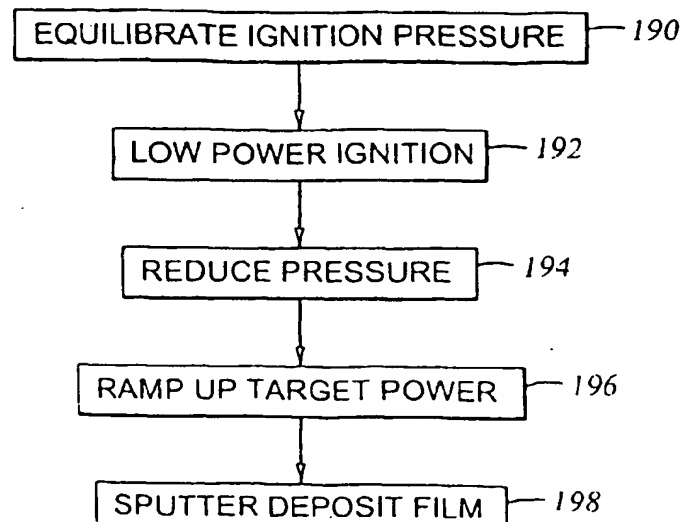 EQUILIBRATE IGNITION PRESSURE 190
LOW POWER IGNITION 192
REDUCE PRESSURE 194
RAMP UP TARGET POWER 196
SPUTTER DEPOSIT FILM 198